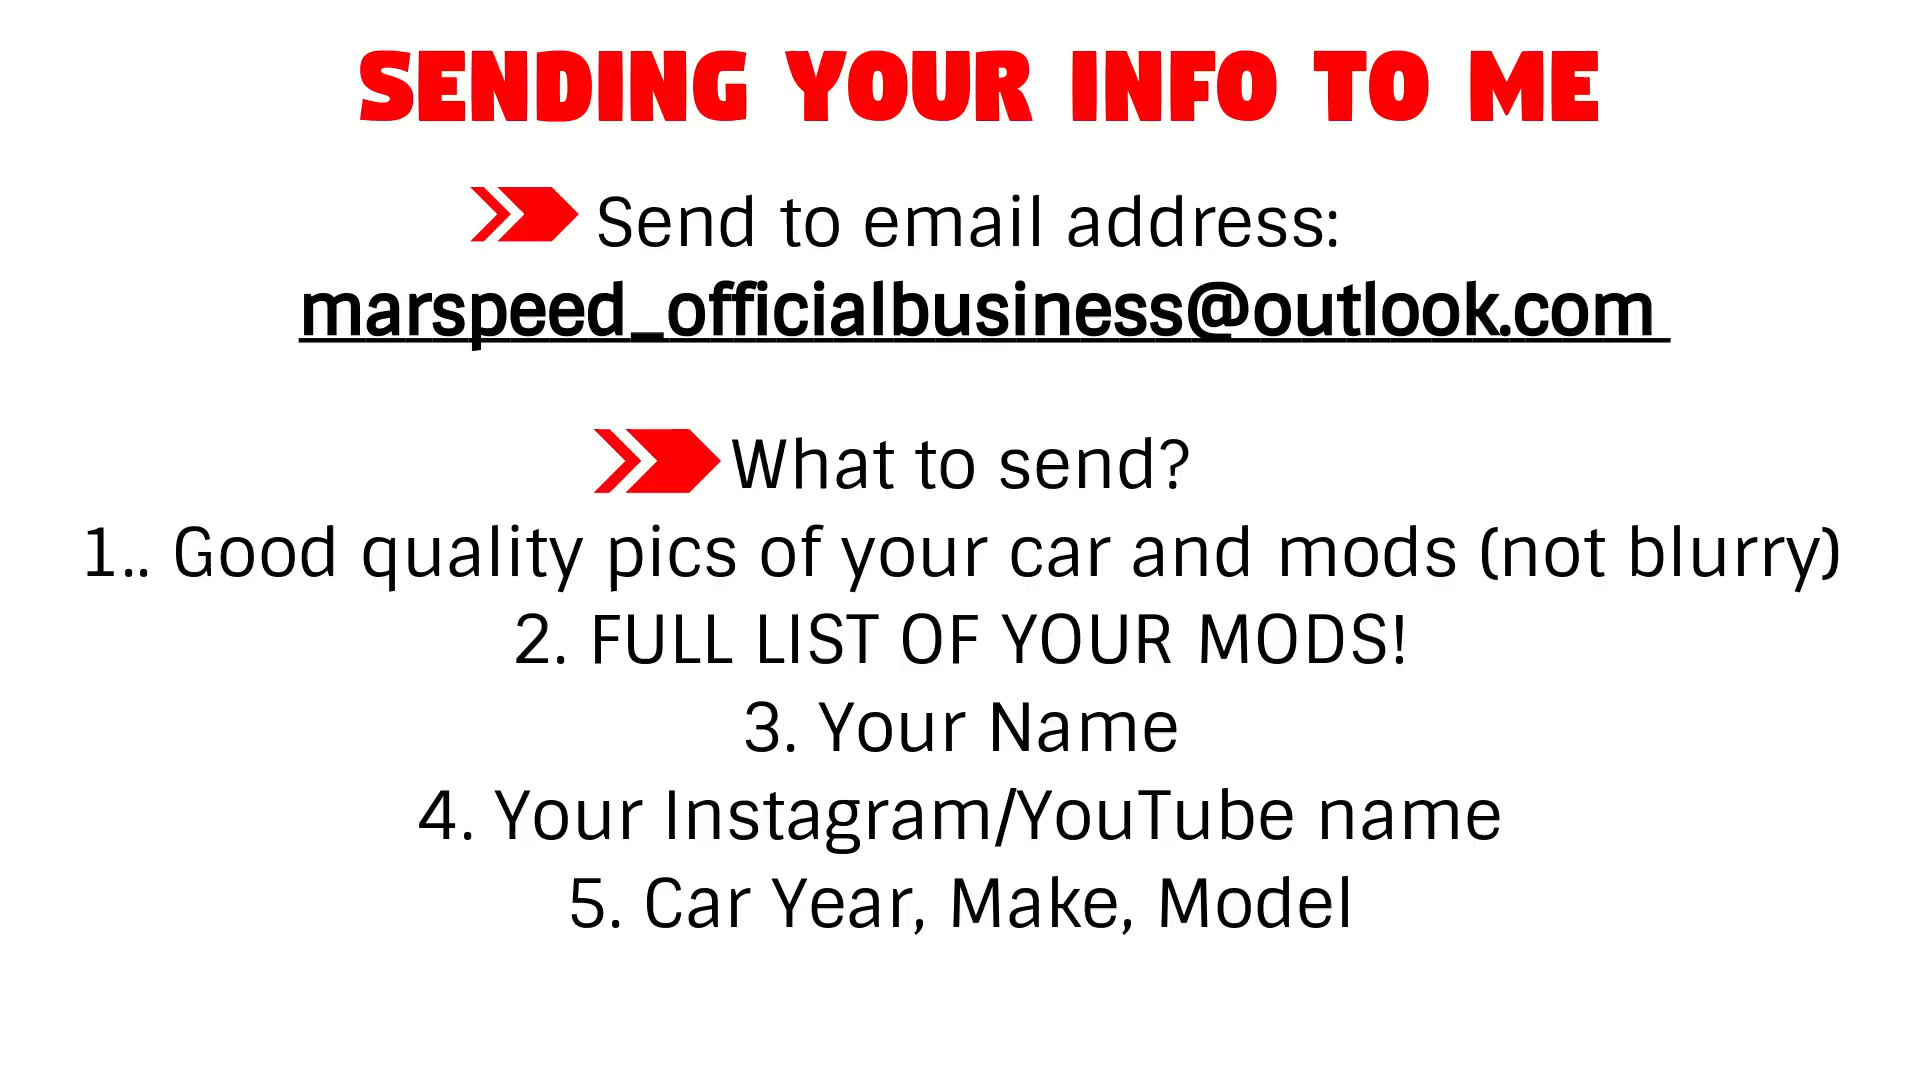 SENDING YOUR INFO TO ME
Send to email address:
marspeed_officialbusiness@outlook.com
What to send?
1.. Good quality pics of your car and mods (not blurry)
2. FULL LIST OF YOUR MODS!
3. Your Name
4. Your Instagram/YouTube name
5. Car Year, Make, Model